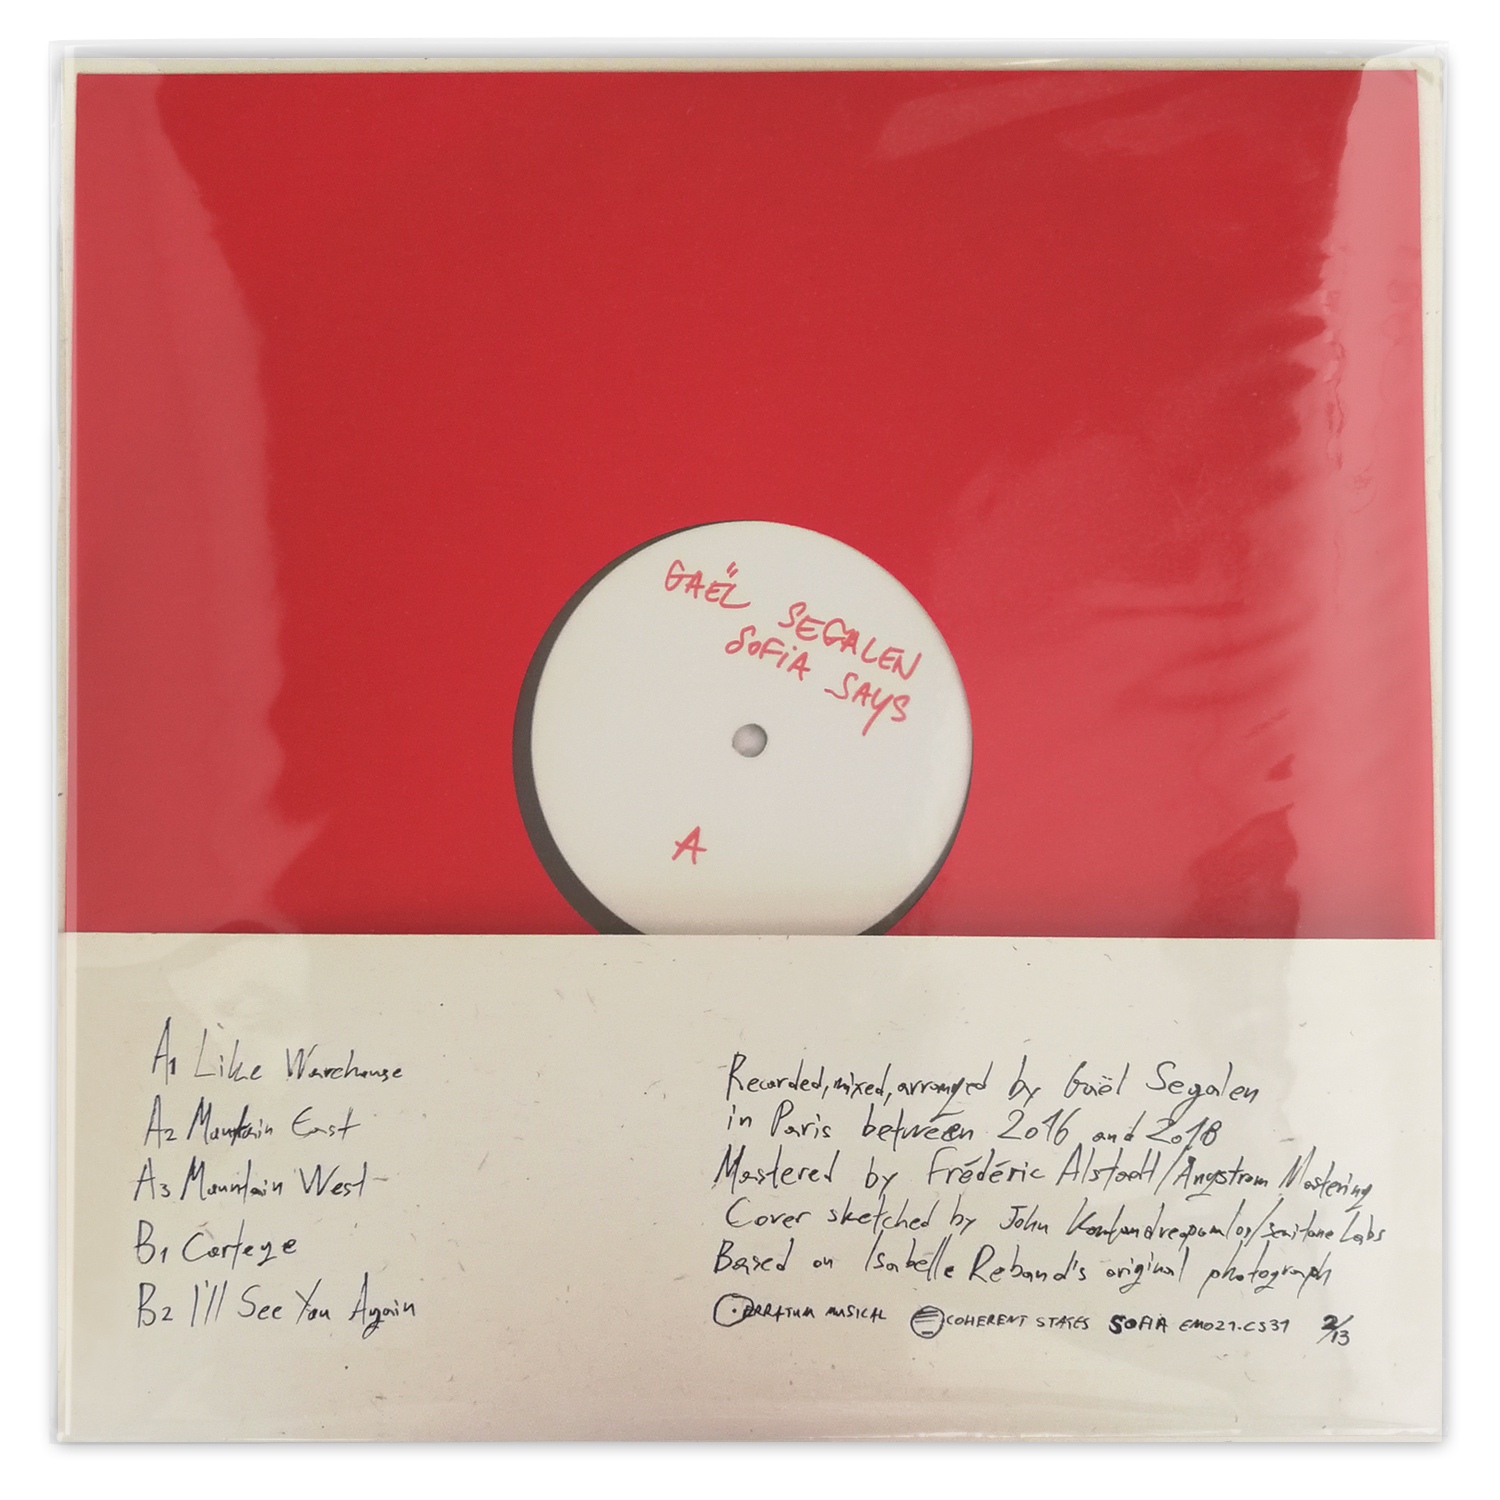 GAËL SEGALEN
SOFiA SAYS
A
A1 Like Warehouse
A2 Mountain East
A3 Mountain West
B1 Cortege
B2 I'll See You Again
Recorded, mixed, arranged by Gaël Segalen
in Paris between 2016 and 2018
Mastered by Frédéric Alstadt/Angstrom Mastering
Cover sketched by John Kontandreopoulos/Semitone Labs
Based on Isabelle Reband's original photograph
ERRATUM MUSICAL COHERENT STATES SOFIA EM021-CS31 2/13